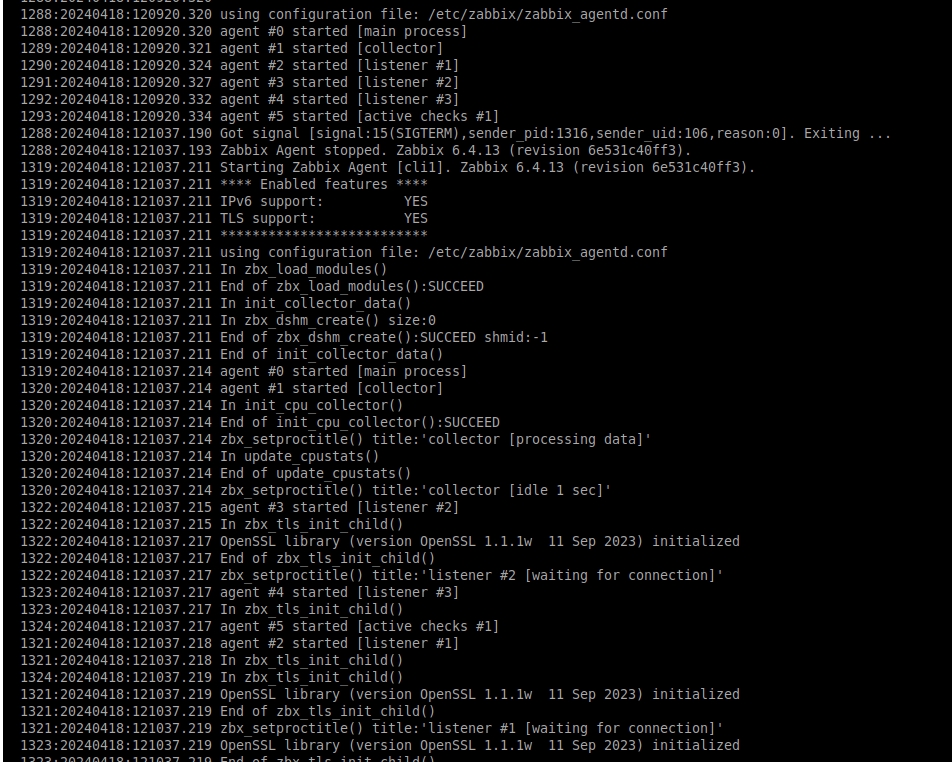 1288:20240418:120920.320 using configuration file: /etc/zabbix/zabbix_agentd.conf
1288:20240418:120920.320 agent #0 started [main process]
1289:20240418:120920.321 agent #1 started [collector]
1290:20240418:120920.324 agent #2 started [listener #1]
1291:20240418:120920.327 agent #3 started [listener #2]
1292:20240418:120920.332 agent #4 started [listener #3]
1293:20240418:120920.334 agent #5 started [active checks #1]
1288:20240418:121037.190 Got signal [signal:15(SIGTERM),sender_pid:1316,sender_uid:106,reason:0]. Exiting ...
1288:20240418:121037.193 Zabbix Agent stopped. Zabbix 6.4.13 (revision 6e531c40ff3).
1319:20240418:121037.211 Starting Zabbix Agent [cli1]. Zabbix 6.4.13 (revision 6e531c40ff3).
1319:20240418:121037.211 **** Enabled features ****
1319:20240418:121037.211 IPv6 support:          YES
1319:20240418:121037.211 TLS support:           YES
1319:20240418:121037.211 **************************
1319:20240418:121037.211 using configuration file: /etc/zabbix/zabbix_agentd.conf
1319:20240418:121037.211 In zbx_load_modules()
1319:20240418:121037.211 End of zbx_load_modules():SUCCEED
1319:20240418:121037.211 In init_collector_data()
1319:20240418:121037.211 In zbx_dshm_create() size:0
1319:20240418:121037.211 End of zbx_dshm_create():SUCCEED shmid:-1
1319:20240418:121037.211 End of init_collector_data()
1319:20240418:121037.214 agent #0 started [main process]
1320:20240418:121037.214 agent #1 started [collector]
1320:20240418:121037.214 In init_cpu_collector()
1320:20240418:121037.214 End of init_cpu_collector():SUCCEED
1320:20240418:121037.214 zbx_setproctitle() title:'collector [processing data]'
1320:20240418:121037.214 In update_cpustats()
1320:20240418:121037.214 End of update_cpustats()
1320:20240418:121037.214 zbx_setproctitle() title:'collector [idle 1 sec]'
1322:20240418:121037.215 agent #3 started [listener #2]
1322:20240418:121037.215 In zbx_tls_init_child()
1322:20240418:121037.217 OpenSSL library (version OpenSSL 1.1.1w  11 Sep 2023) initialized
1322:20240418:121037.217 End of zbx_tls_init_child()
1322:20240418:121037.217 zbx_setproctitle() title:'listener #2 [waiting for connection]'
1323:20240418:121037.217 agent #4 started [listener #3]
1323:20240418:121037.217 In zbx_tls_init_child()
1324:20240418:121037.217 agent #5 started [active checks #1]
1321:20240418:121037.218 agent #2 started [listener #1]
1321:20240418:121037.218 In zbx_tls_init_child()
1324:20240418:121037.219 In zbx_tls_init_child()
1321:20240418:121037.219 OpenSSL library (version OpenSSL 1.1.1w  11 Sep 2023) initialized
1321:20240418:121037.219 End of zbx_tls_init_child()
1321:20240418:121037.219 zbx_setproctitle() title:'listener #1 [waiting for connection]'
1323:20240418:121037.219 OpenSSL library (version OpenSSL 1.1.1w  11 Sep 2023) initialized
1323:20240418:121037.219 End of zbx_tls_init_child()